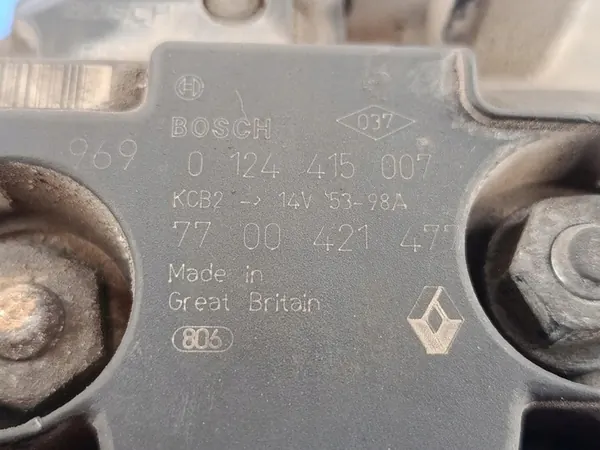 BOSCH
037
969
0 124 415 007
KCB2 -> 14V 53-98A
77 00 421 477
Made in
Great Britain
806